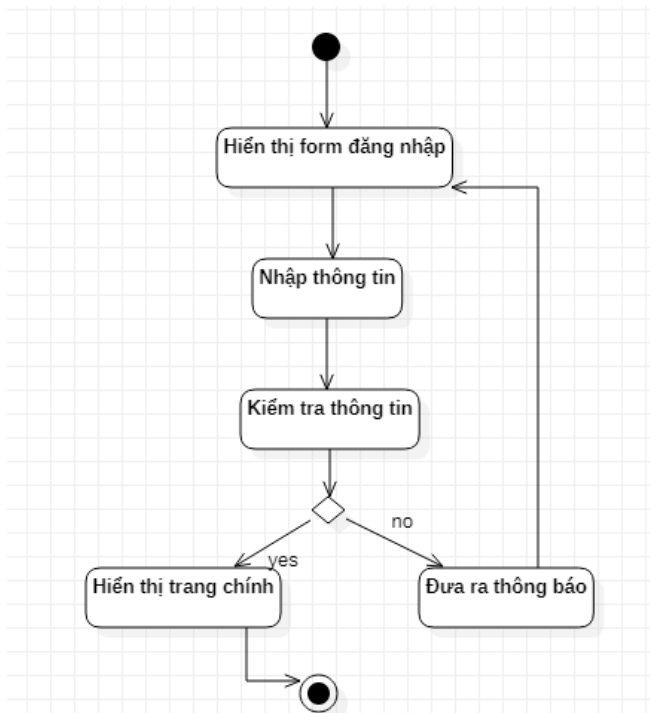 Hiển thị form đăng nhập
Nhập thông tin
Kiểm tra thông tin
no
yes
Hiển thị trang chính
Đưa ra thông báo